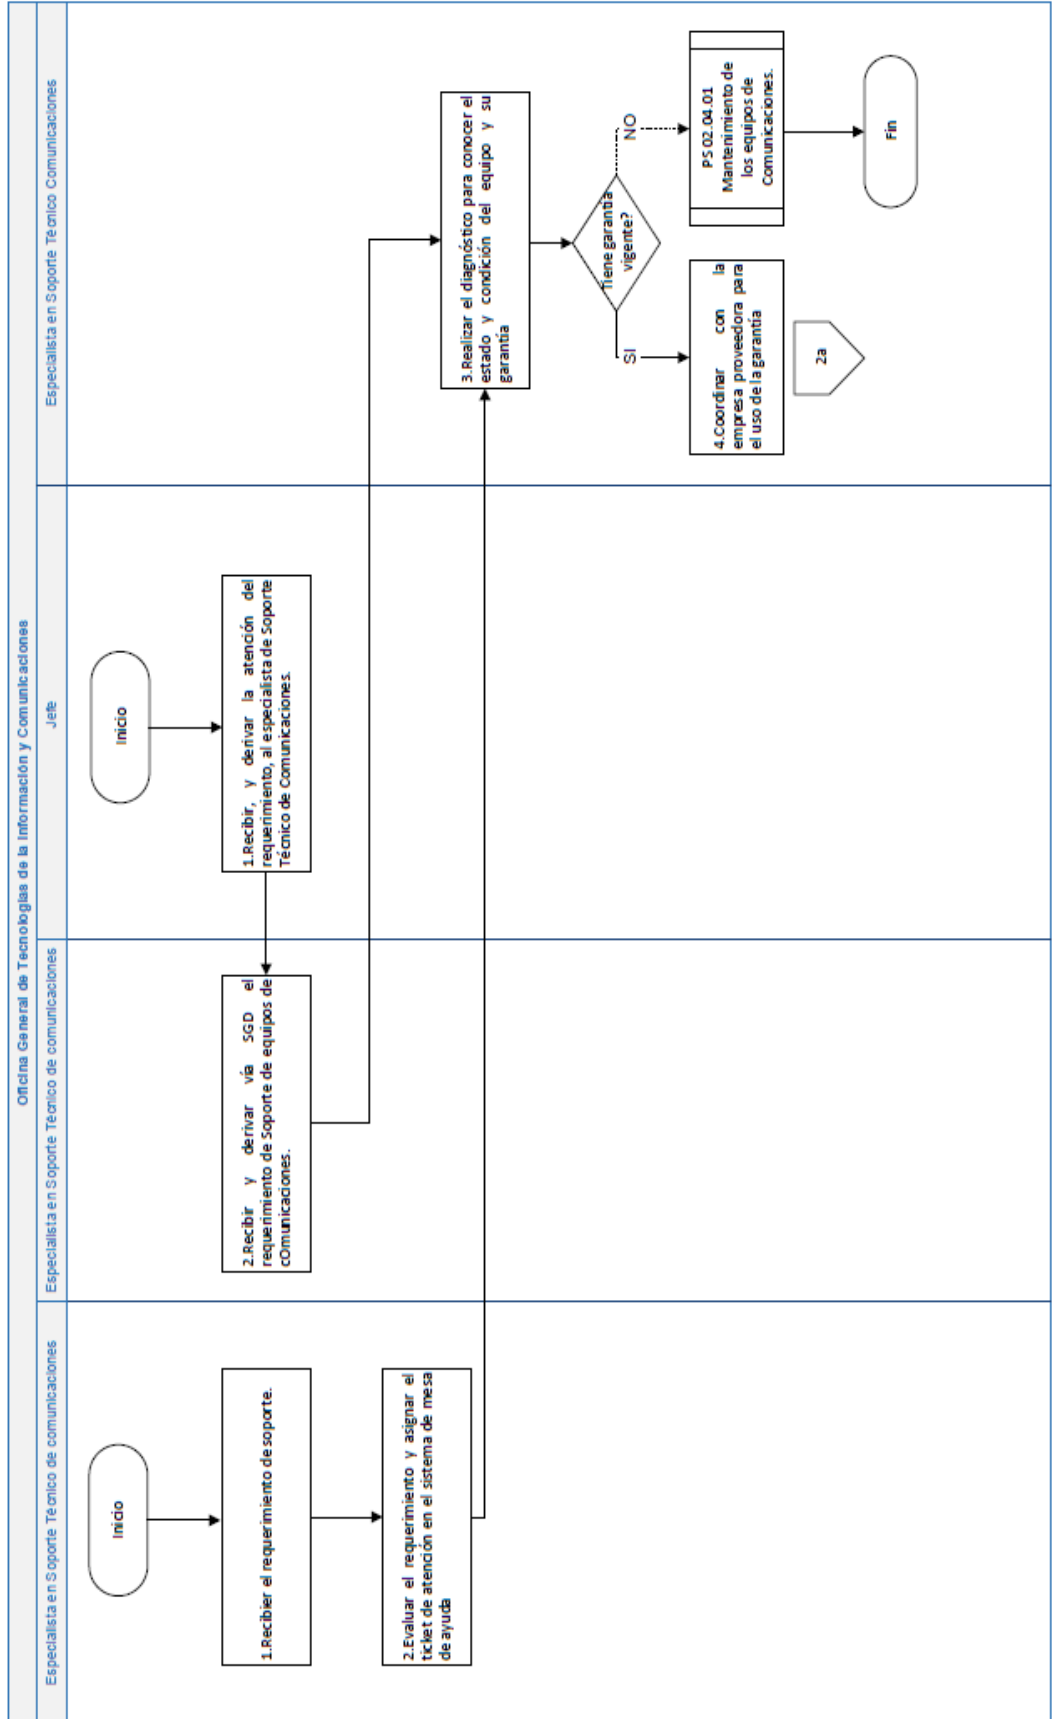 Oficina General de Tecnologías de la Información y Comunicaciones
Especialista en Soporte Técnico de comunicaciones
Especialista en Soporte Técnico de comunicaciones
Jefe
Especialista en Soporte Técnico Comunicaciones
Inicio
1.Recibier el requerimiento de soporte.
2.Evaluar el requerimiento y asignar el
ticket de atención en el sistema de mesa
de ayuda
2.Recibir y derivar vía SGD el
requerimiento de Soporte de equipos de
cOmunicaciones.
Inicio
1.Recibir, y derivar la atención del
requerimiento, al especialista de Soporte
Técnico de Comunicaciones.
3.Realizar el diagnóstico para conocer el
estado y condición del equipo y su
garantía
Tiene garantía
vigente?
SI
NO
4.Coordinar con la
empresa proveedora para
el uso de la garantía
2a
PS 02.04.01
Mantenimiento de
los equipos de
Comunicaciones.
Fin